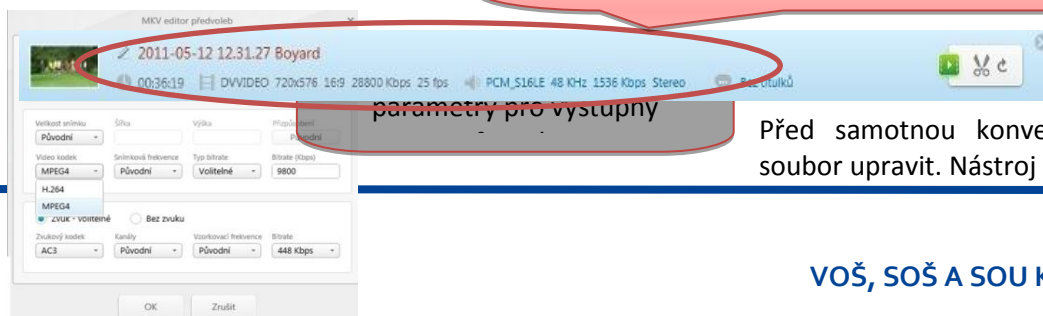 MKV editor předvoleb
2011-05-12 12.31.27 Boyard
00:36:19 DVVIDEO 720x576 16:9 28800 Kbps 25 fps PCM_S16LE 48 KHz 1536 Kbps Stereo Bez titulků
parametry pro výstupný
Před samotnou
soubor upravit. Nástroj
Velikost snímku Šířka Výška Přizpůsobení
Původní Původní
Video kodek Snímková frekvence Typ bitrate Bitrate (Kbps)
MPEG4 Původní Volitelné 9800
H.264
MPEG4
Zvuk - volitelné Bez zvuku
Zvukový kodek Kanály Vzorkovací frekvence Bitrate
AC3 Původní Původní 448 Kbps
OK Zrušit
VOŠ, SOŠ A SOU